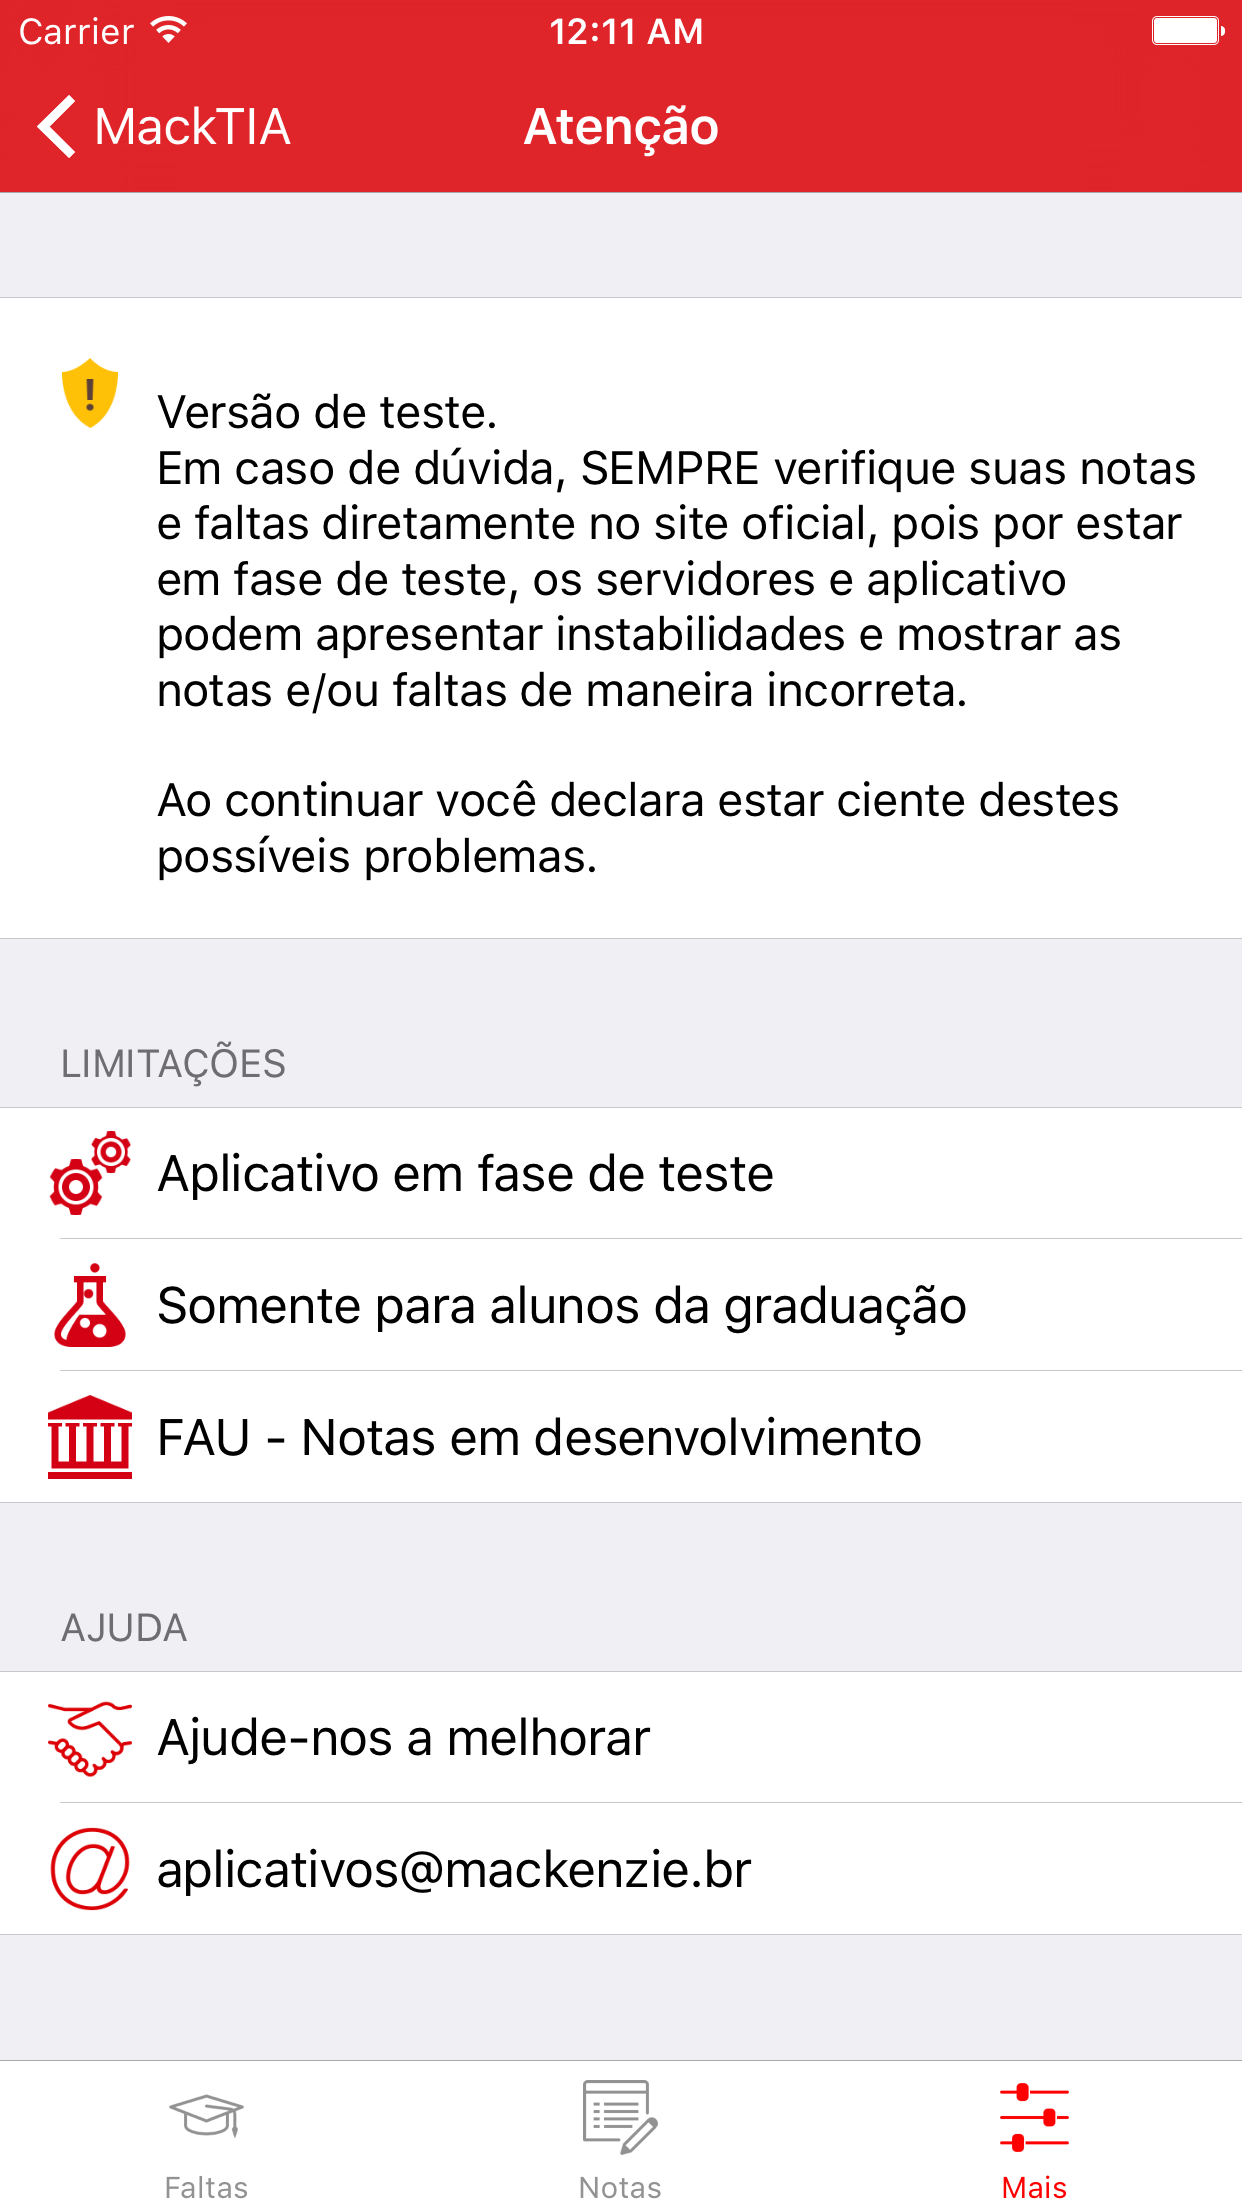 Carrier 12:11 AM
MackTIA Atenção
Versão de teste.
Em caso de dúvida, SEMPRE verifique suas notas
e faltas diretamente no site oficial, pois por estar
em fase de teste, os servidores e aplicativo
podem apresentar instabilidades e mostrar as
notas e/ou faltas de maneira incorreta.
Ao continuar você declara estar ciente destes
possíveis problemas.
LIMITAÇÕES
Aplicativo em fase de teste
Somente para alunos da graduação
FAU - Notas em desenvolvimento
AJUDA
Ajude-nos a melhorar
aplicativos@mackenzie.br
Faltas Notas Mais